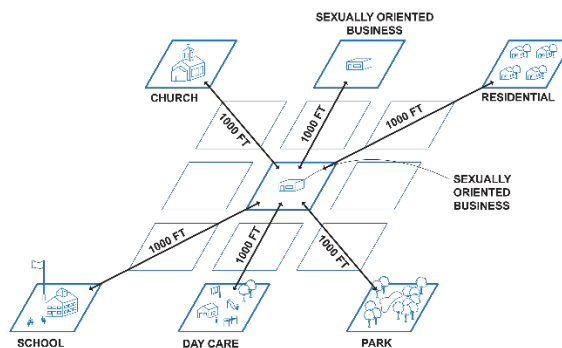 SEXUALLY ORIENTED
BUSINESS
CHURCH
RESIDENTIAL
1000 FT
1000 FT
1000 FT
SEXUALLY
ORIENTED
BUSINESS
1000 FT
1000 FT
1000 FT
SCHOOL
DAY CARE
PARK